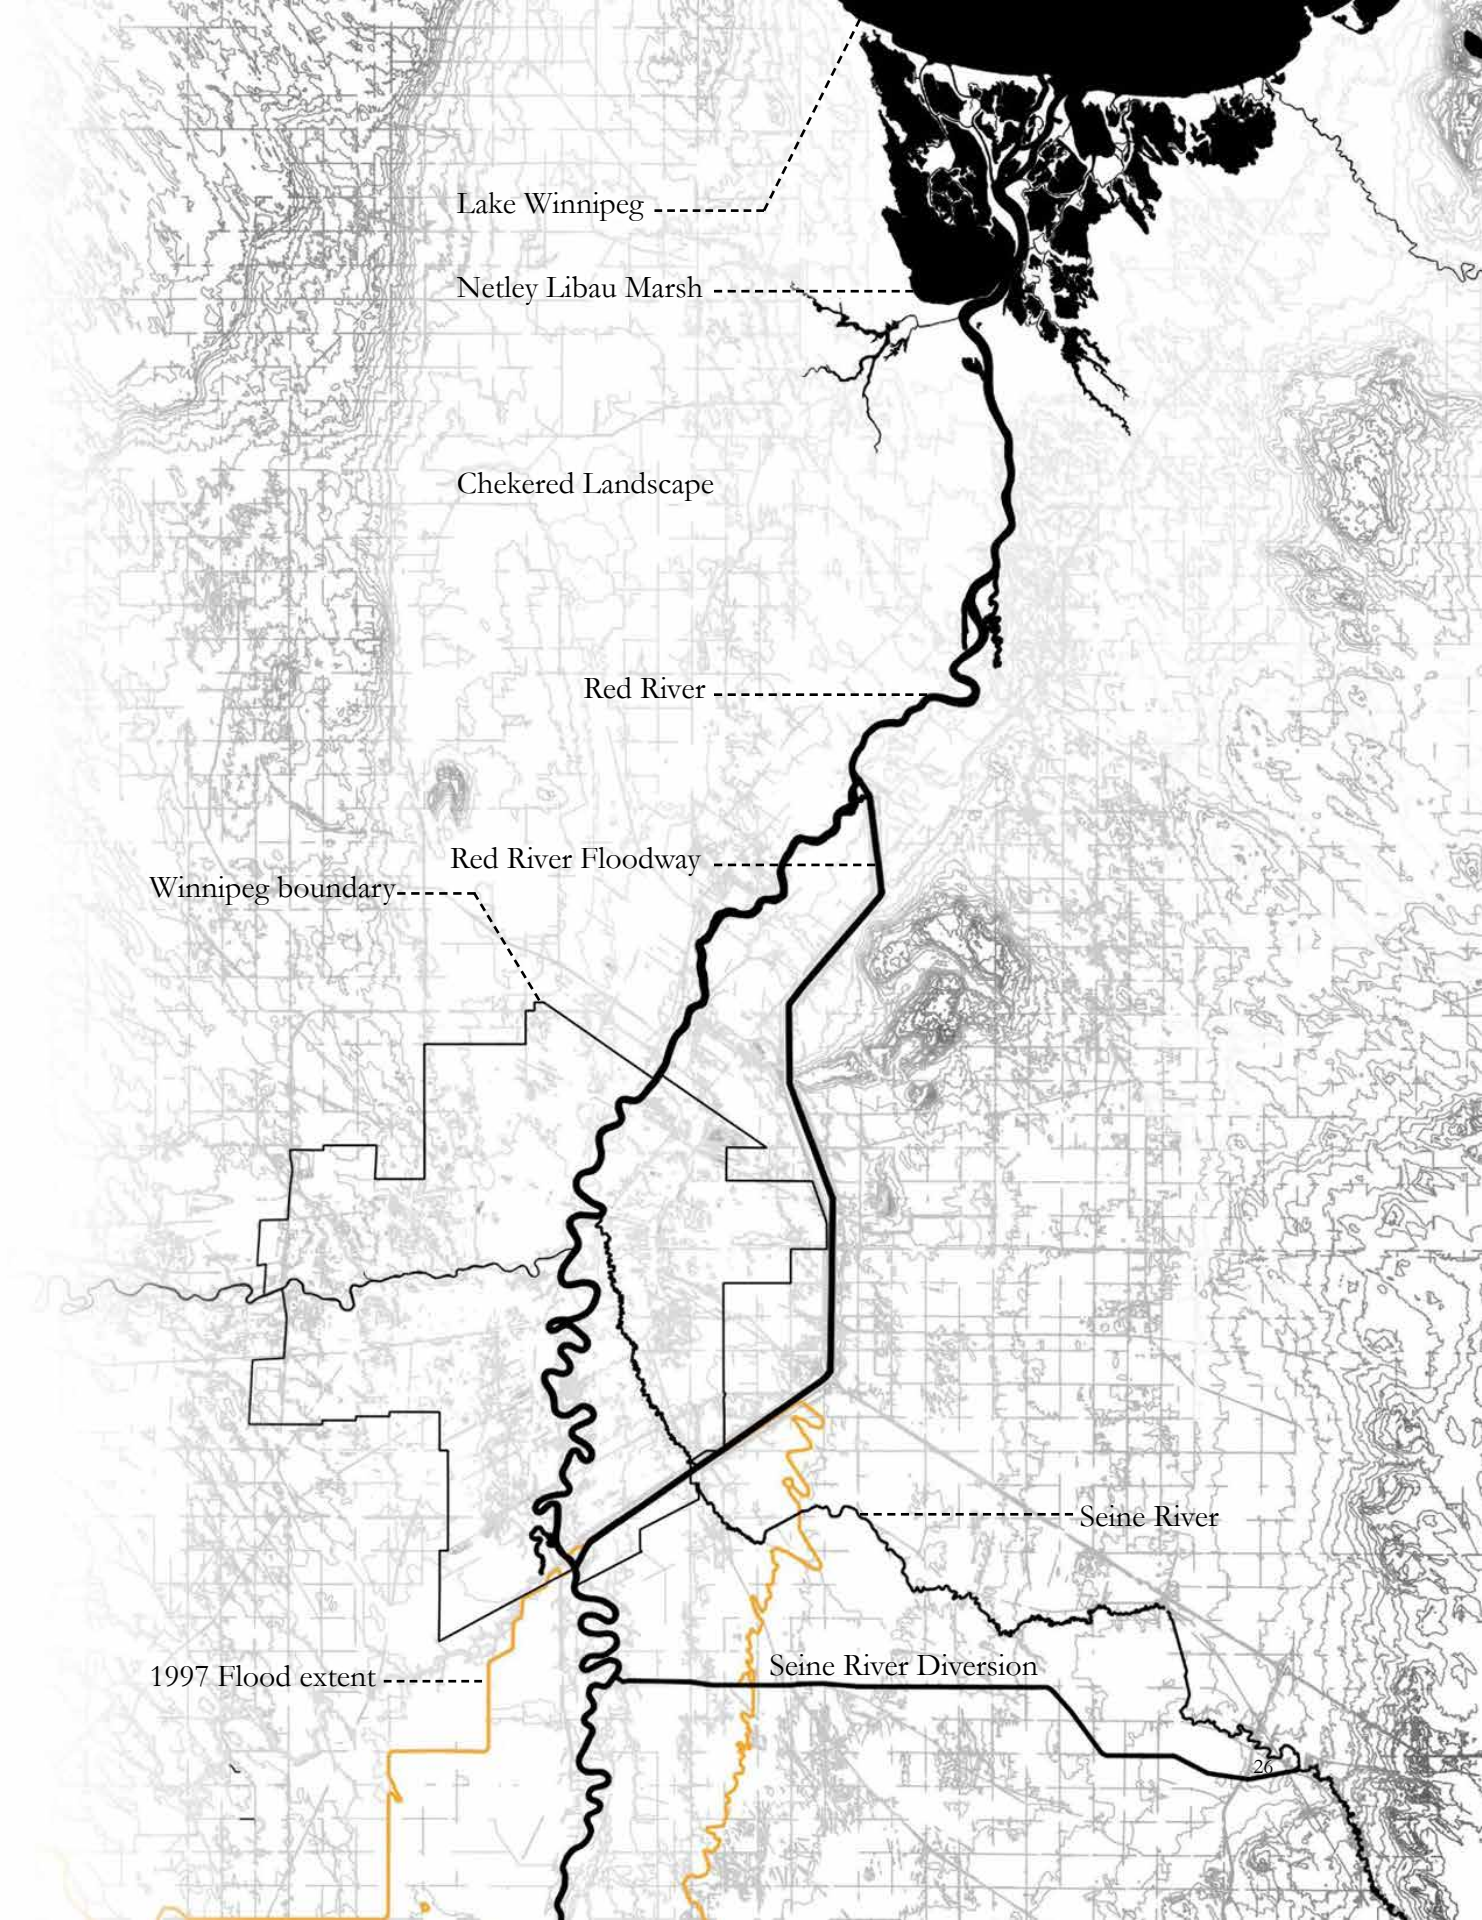 Lake Winnipeg
Netley Libau Marsh
Chekered Landscape
Red River
Red River Floodway
Winnipeg boundary
Seine River
Seine River Diversion
1997 Flood extent
26